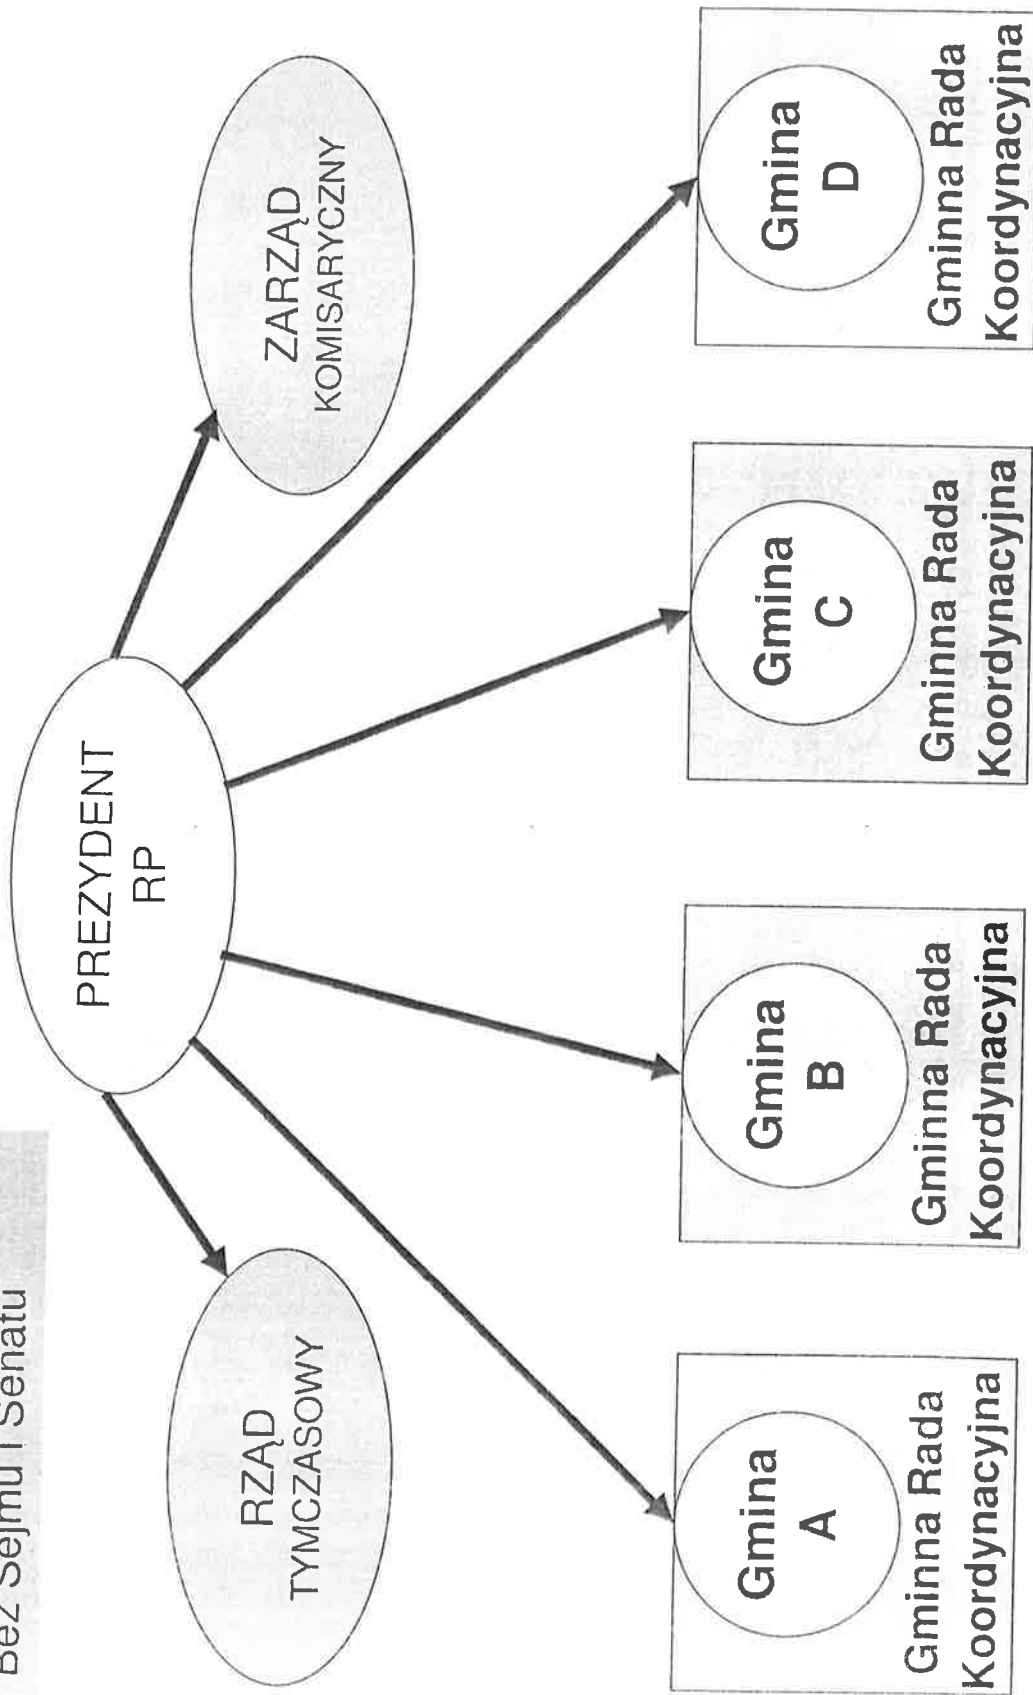 Bez Sejmu i Senatu
PREZYDENT
RP
RZĄD
TYMCZASOWY
ZARZĄD
KOMISARYCZNY
Gmina
A
Gminna Rada
Koordynacyjna
Gmina
B
Gminna Rada
Koordynacyjna
Gmina
C
Gminna Rada
Koordynacyjna
Gmina
D
Gminna Rada
Koordynacyjna